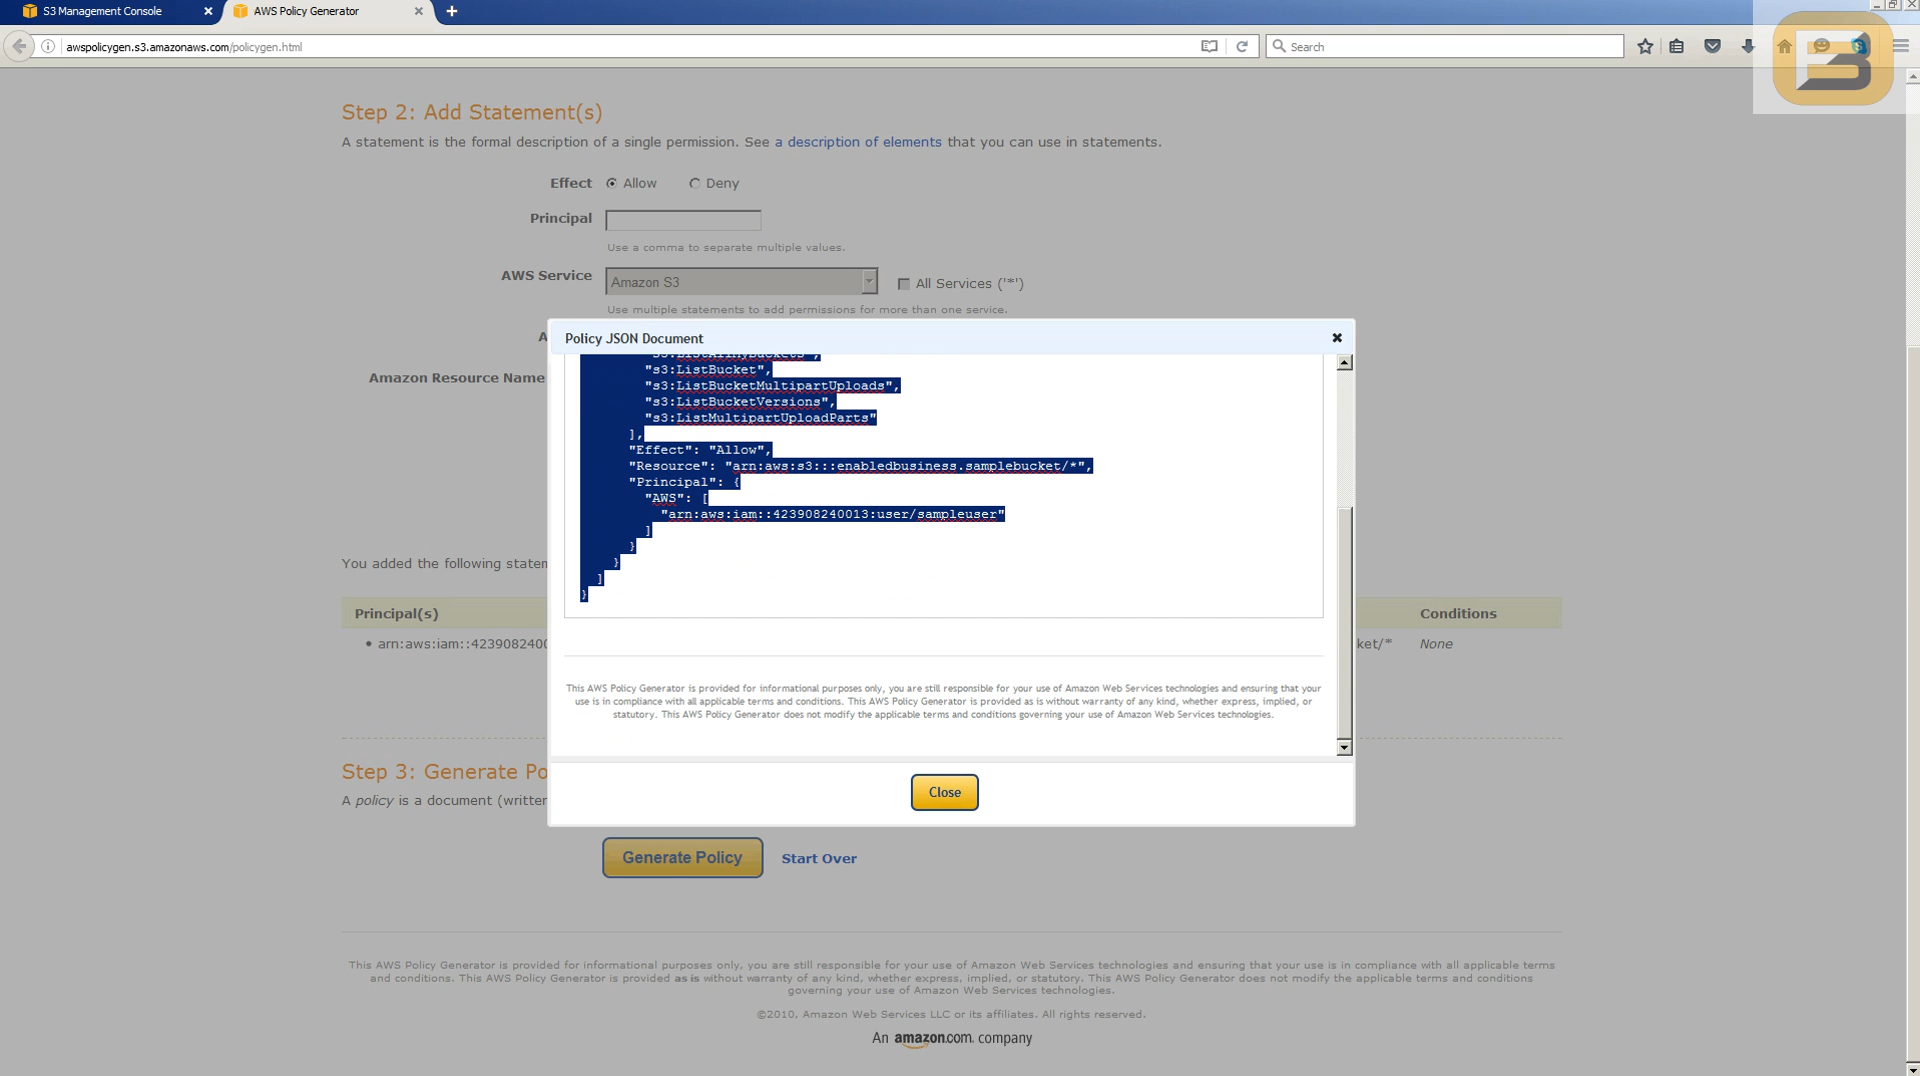 S3 Management Console
AWS Policy Generator
awspolicygen.s3.amazonaws.com/policygen.html
Search
Step 2: Add Statement(s)
A statement is the formal description of a single permission. See a description of elements that you can use in statements.
Effect
Allow
Deny
Principal
Use a comma to separate multiple values.
AWS Service
Amazon S3
All Services ('*')
Use multiple statements to add permissions for more than one service.
A
Amazon Resource Name
Policy JSON Document
"s3:ListAllMyBuckets",
"s3:ListBucket",
"s3:ListBucketMultipartUploads",
"s3:ListBucketVersions",
"s3:ListMultipartUploadParts"
],
"Effect": "Allow",
"Resource": "arn:aws:s3:::enabledbusiness.samplebucket/*",
"Principal": {
"AWS": [
"arn:aws:iam::423908240013:user/sampleuser"
]
}
}
]
}
This AWS Policy Generator is provided for informational purposes only, you are still responsible for your use of Amazon Web Services technologies and ensuring that your
use is in compliance with all applicable terms and conditions. This AWS Policy Generator is provided as is without warranty of any kind, whether express, implied, or
statutory. This AWS Policy Generator does not modify the applicable terms and conditions governing your use of Amazon Web Services technologies.
Close
You added the following statem
Principal(s)
Conditions
• arn:aws:iam::4239082400
ket/*
None
Step 3: Generate Po
A policy is a document (written
Generate Policy
Start Over
This AWS Policy Generator is provided for informational purposes only, you are still responsible for your use of Amazon Web Services technologies and ensuring that your use is in compliance with all applicable terms
and conditions. This AWS Policy Generator is provided as is without warranty of any kind, whether express, implied, or statutory. This AWS Policy Generator does not modify the applicable terms and conditions
governing your use of Amazon Web Services technologies.
©2010, Amazon Web Services LLC or its affiliates. All rights reserved.
An amazon.com. company